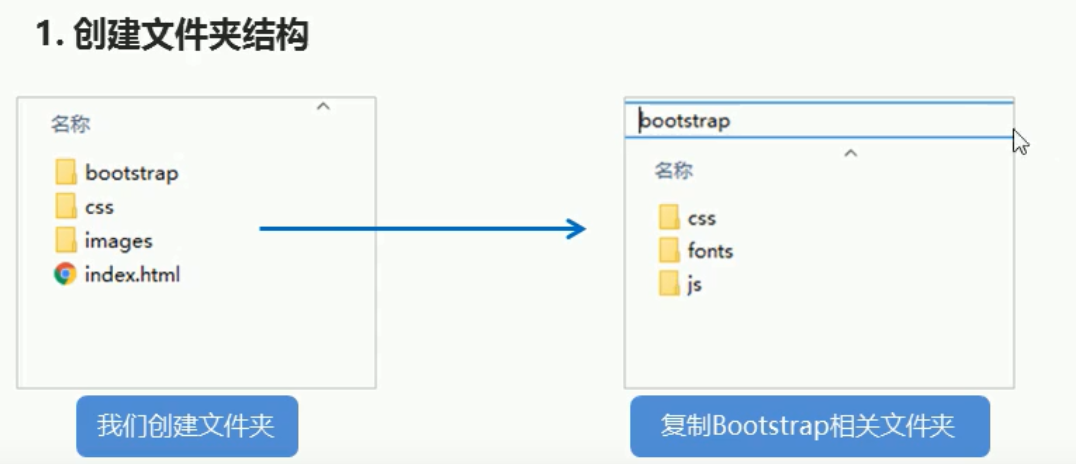 1. 创建文件夹结构
名称
bootstrap
css
images
index.html
我们创建文件夹
bootstrap
名称
css
fonts
js
复制Bootstrap相关文件夹